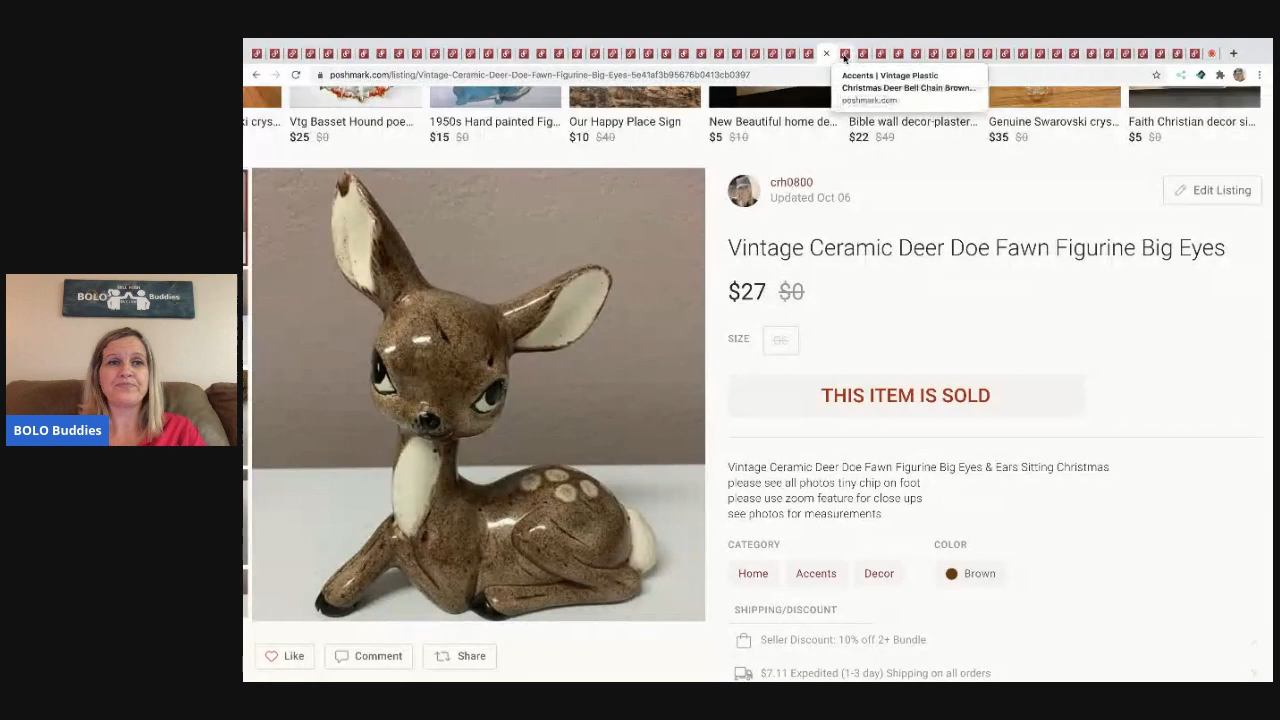 poshmark.com/listing/Vintage-Ceramic-Deer-Doe-Fawn-Figurine-Big-Eyes-5e41af3b95676b0413cb0397
Accents | Vintage Plastic
Christmas Deer Bell Chain Brown...
poshmark.com
ki crys...
$0
Vtg Basset Hound poe...
$25 $0
1950s Hand painted Fig...
$15 $0
Our Happy Place Sign
$10 $40
New Beautiful home de...
$5 $10
Bible wall decor-plaster...
$22 $49
Genuine Swarovski crys...
$35 $0
Faith Christian decor si...
$5 $0
crh0800
Updated Oct 06
Edit Listing
Vintage Ceramic Deer Doe Fawn Figurine Big Eyes
$27 $0
SIZE OS
THIS ITEM IS SOLD
Vintage Ceramic Deer Doe Fawn Figurine Big Eyes & Ears Sitting Christmas
please see all photos tiny chip on foot
please use zoom feature for close ups
see photos for measurements
CATEGORY
Home Accents Decor
COLOR
Brown
SHIPPING/DISCOUNT
Seller Discount: 10% off 2+ Bundle
$7.11 Expedited (1-3 day) Shipping on all orders
Like Comment Share
BOLO Buddies
BOLO Buddies